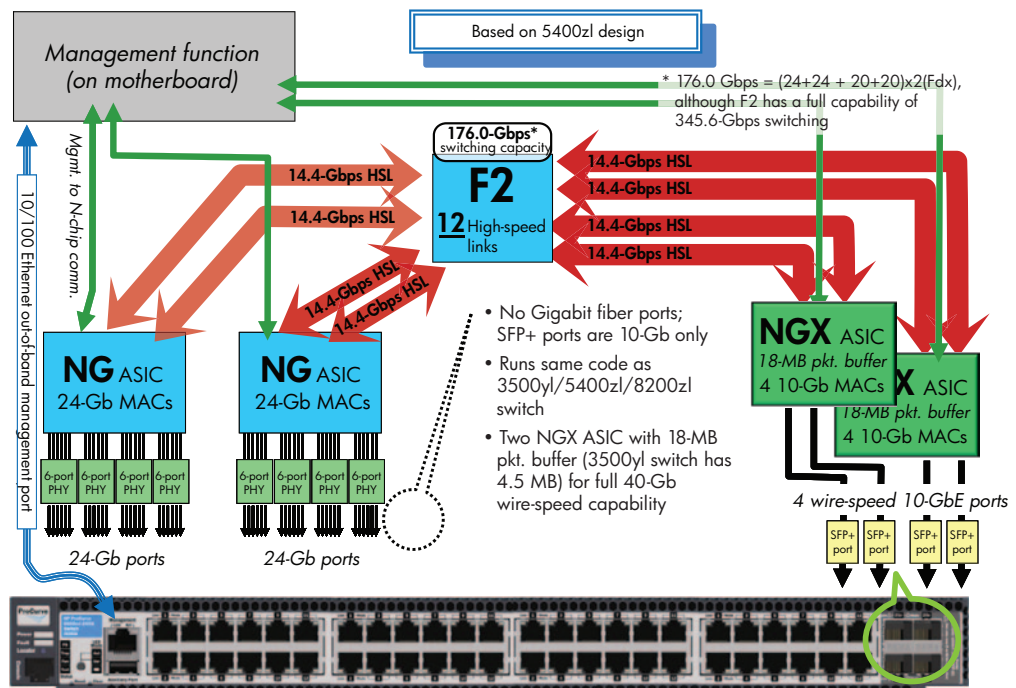 Management function
(on motherboard)
Based on 5400zl design
* 176.0 Gbps = (24+24 + 20+20)x2(Fdx),
although F2 has a full capability of
345.6-Gbps switching
176.0-Gbps*
switching capacity
F2
12 High-speed
links
14.4-Gbps HSL
14.4-Gbps HSL
14.4-Gbps HSL
14.4-Gbps HSL
14.4-Gbps HSL
14.4-Gbps HSL
14.4-Gbps HSL
14.4-Gbps HSL
Mgmt. to N-chip comm.
10/100 Ethernet out-of-band management port
NG ASIC
24-Gb MACs
NG ASIC
24-Gb MACs
6-port
PHY
6-port
PHY
6-port
PHY
6-port
PHY
6-port
PHY
6-port
PHY
6-port
PHY
6-port
PHY
24-Gb ports
24-Gb ports
• No Gigabit fiber ports;
SFP+ ports are 10-Gb only
• Runs same code as
3500yl/5400zl/8200zl
switch
• Two NGX ASIC with 18-MB
pkt. buffer (3500yl switch has
4.5 MB) for full 40-Gb
wire-speed capability
NGX ASIC
18-MB pkt. buffer
4 10-Gb MACs
X ASIC
18-MB pkt. buffer
4 10-Gb MACs
4 wire-speed 10-GbE ports
SFP+
port
SFP+
port
SFP+
port
SFP+
port
ProCurve